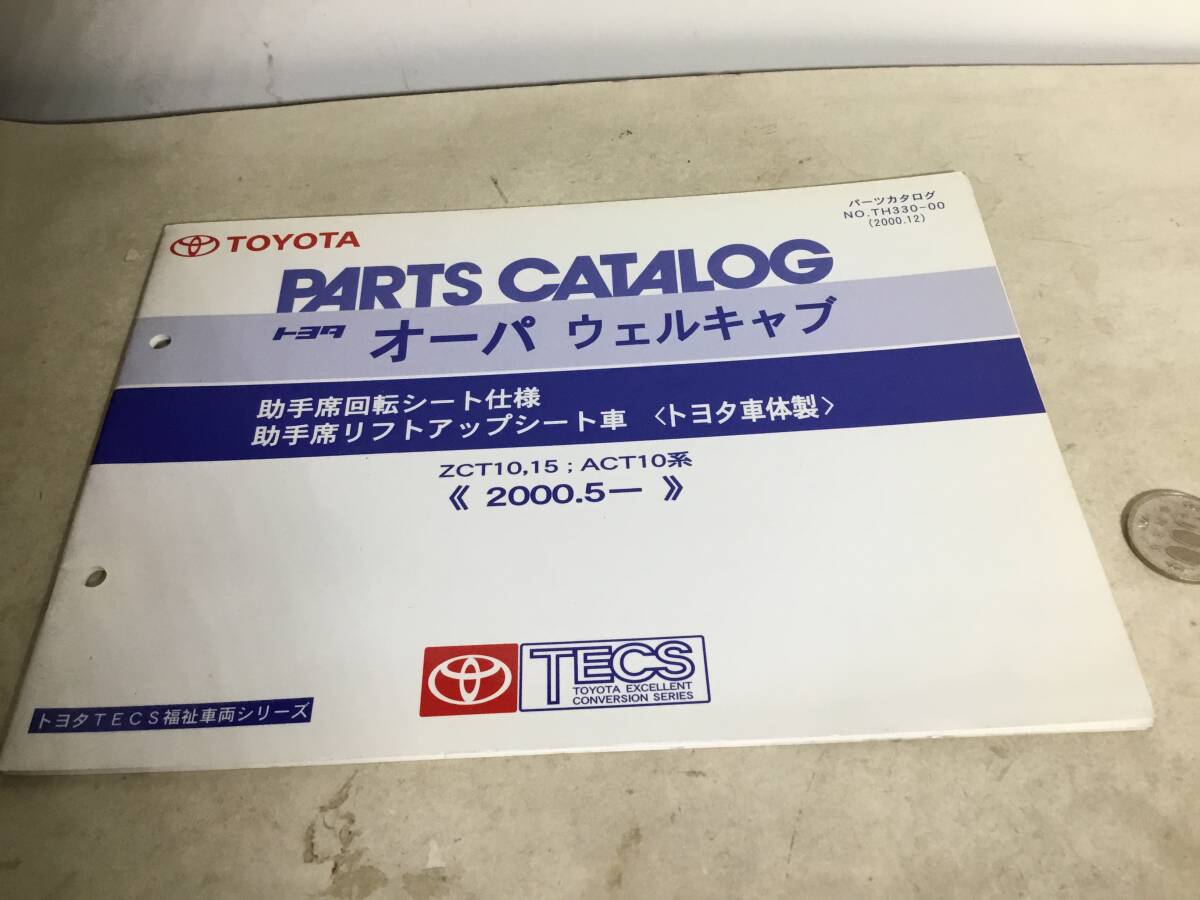 パーツカタログ
NO.TH330-00
(2000.12)
TOYOTA
PARTS CATALOG
トヨタ オーパ ウェルキャブ
助手席回転シート仕様
助手席リフトアップシート車 〈トヨタ車体製〉
ZCT10,15 ; ACT10系
《 2000.5― 》
TECS
TOYOTA EXCELLENT
CONVERSION SERIES
トヨタTECS福祉車両シリーズ